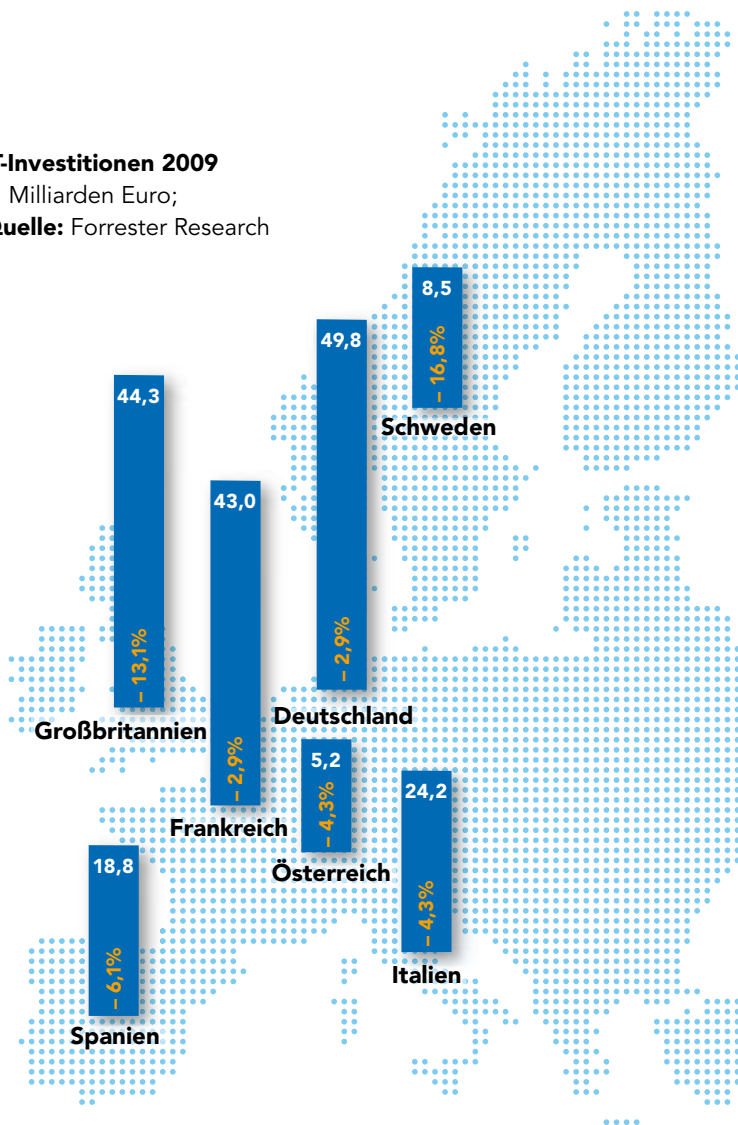 T-Investitionen 2009
Milliarden Euro;
uelle: Forrester Research
8,5
– 16,8%
Schweden
49,8
– 2,9%
Deutschland
44,3
– 13,1%
Großbritannien
43,0
– 2,9%
Frankreich
5,2
– 4,3%
Österreich
24,2
– 4,3%
Italien
18,8
– 6,1%
Spanien